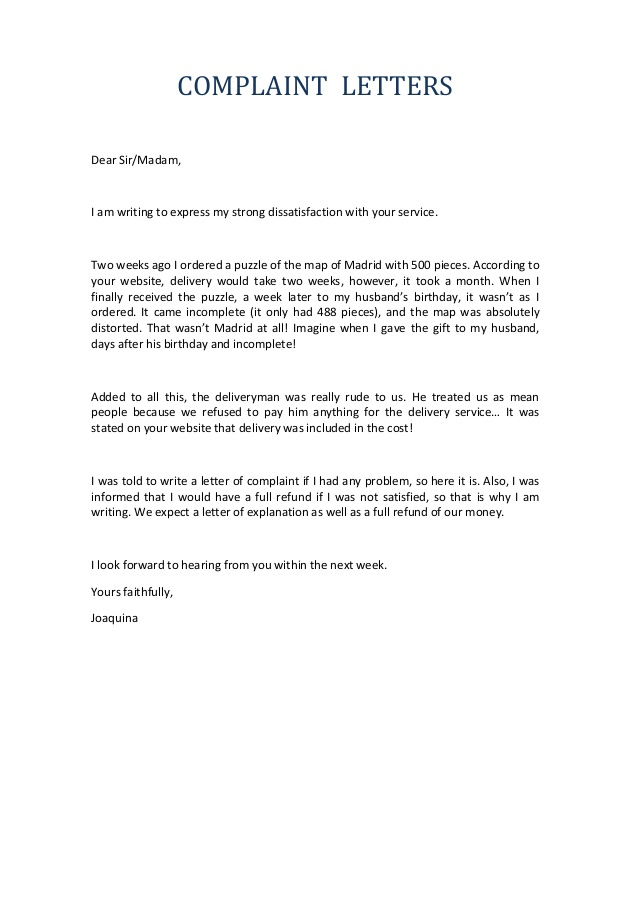 COMPLAINT LETTERS
Dear Sir/Madam,
I am writing to express my strong dissatisfaction with your service.
Two weeks ago I ordered a puzzle of the map of Madrid with 500 pieces. According to
your website, delivery would take two weeks, however, it took a month. When I
finally received the puzzle, a week later to my husband’s birthday, it wasn’t as I
ordered. It came incomplete (it only had 488 pieces), and the map was absolutely
distorted. That wasn’t Madrid at all! Imagine when I gave the gift to my husband,
days after his birthday and incomplete!
Added to all this, the deliveryman was really rude to us. He treated us as mean
people because we refused to pay him anything for the delivery service… It was
stated on your website that delivery was included in the cost!
I was told to write a letter of complaint if I had any problem, so here it is. Also, I was
informed that I would have a full refund if I was not satisfied, so that is why I am
writing. We expect a letter of explanation as well as a full refund of our money.
I look forward to hearing from you within the next week.
Yours faithfully,
Joaquina